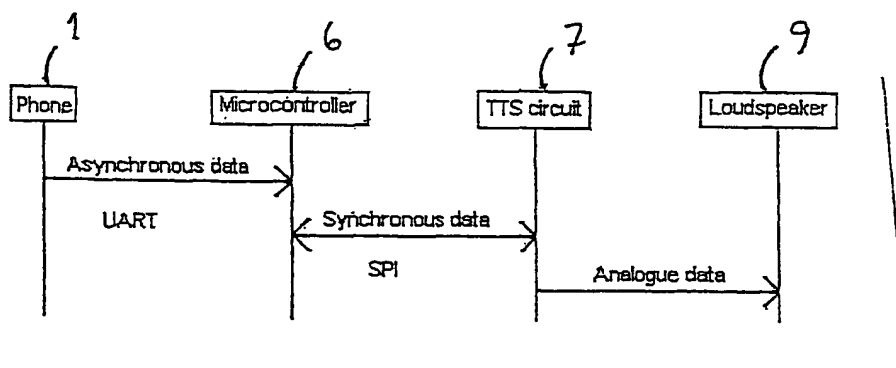 1 6 7 9
Phone Microcontroller TTS circuit Loudspeaker
Asynchronous data
UART
Synchronous data
SPI
Analogue data